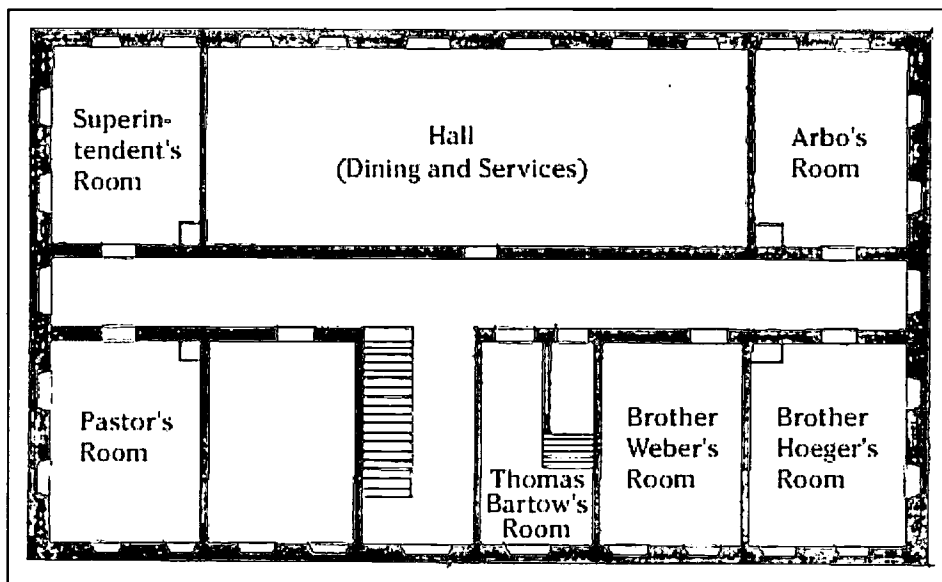 Superin-
tendent's
Room
Hall
(Dining and Services)
Arbo's
Room
Pastor's
Room
Thomas
Bartow's
Room
Brother
Weber's
Room
Brother
Hoeger's
Room